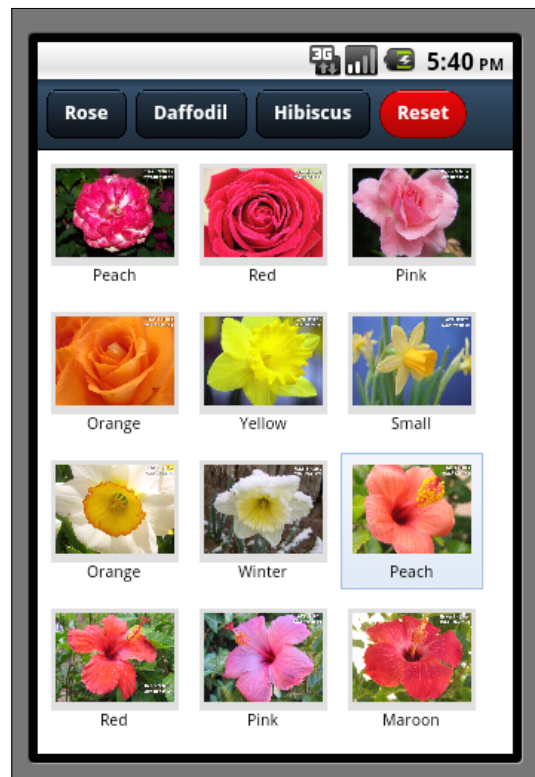 3G 5:40 PM
Rose Daffodil Hibiscus Reset
Peach Red Pink
Orange Yellow Small
Orange Winter Peach
Red Pink Maroon